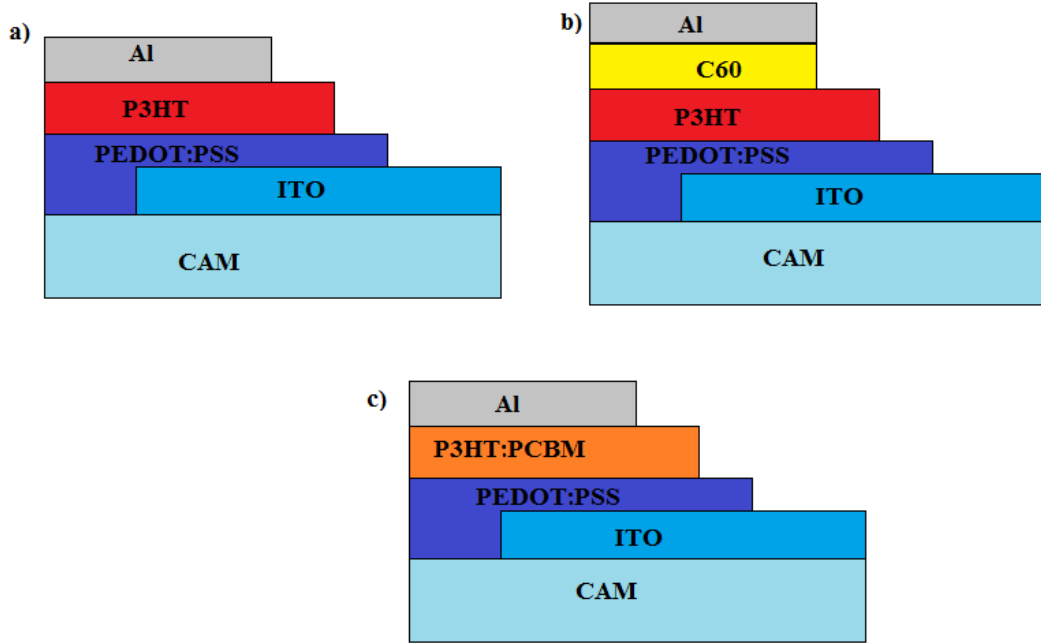 a)
Al
P3HT
PEDOT:PSS
ITO
CAM
b)
Al
C60
P3HT
PEDOT:PSS
ITO
CAM
c)
Al
P3HT:PCBM
PEDOT:PSS
ITO
CAM